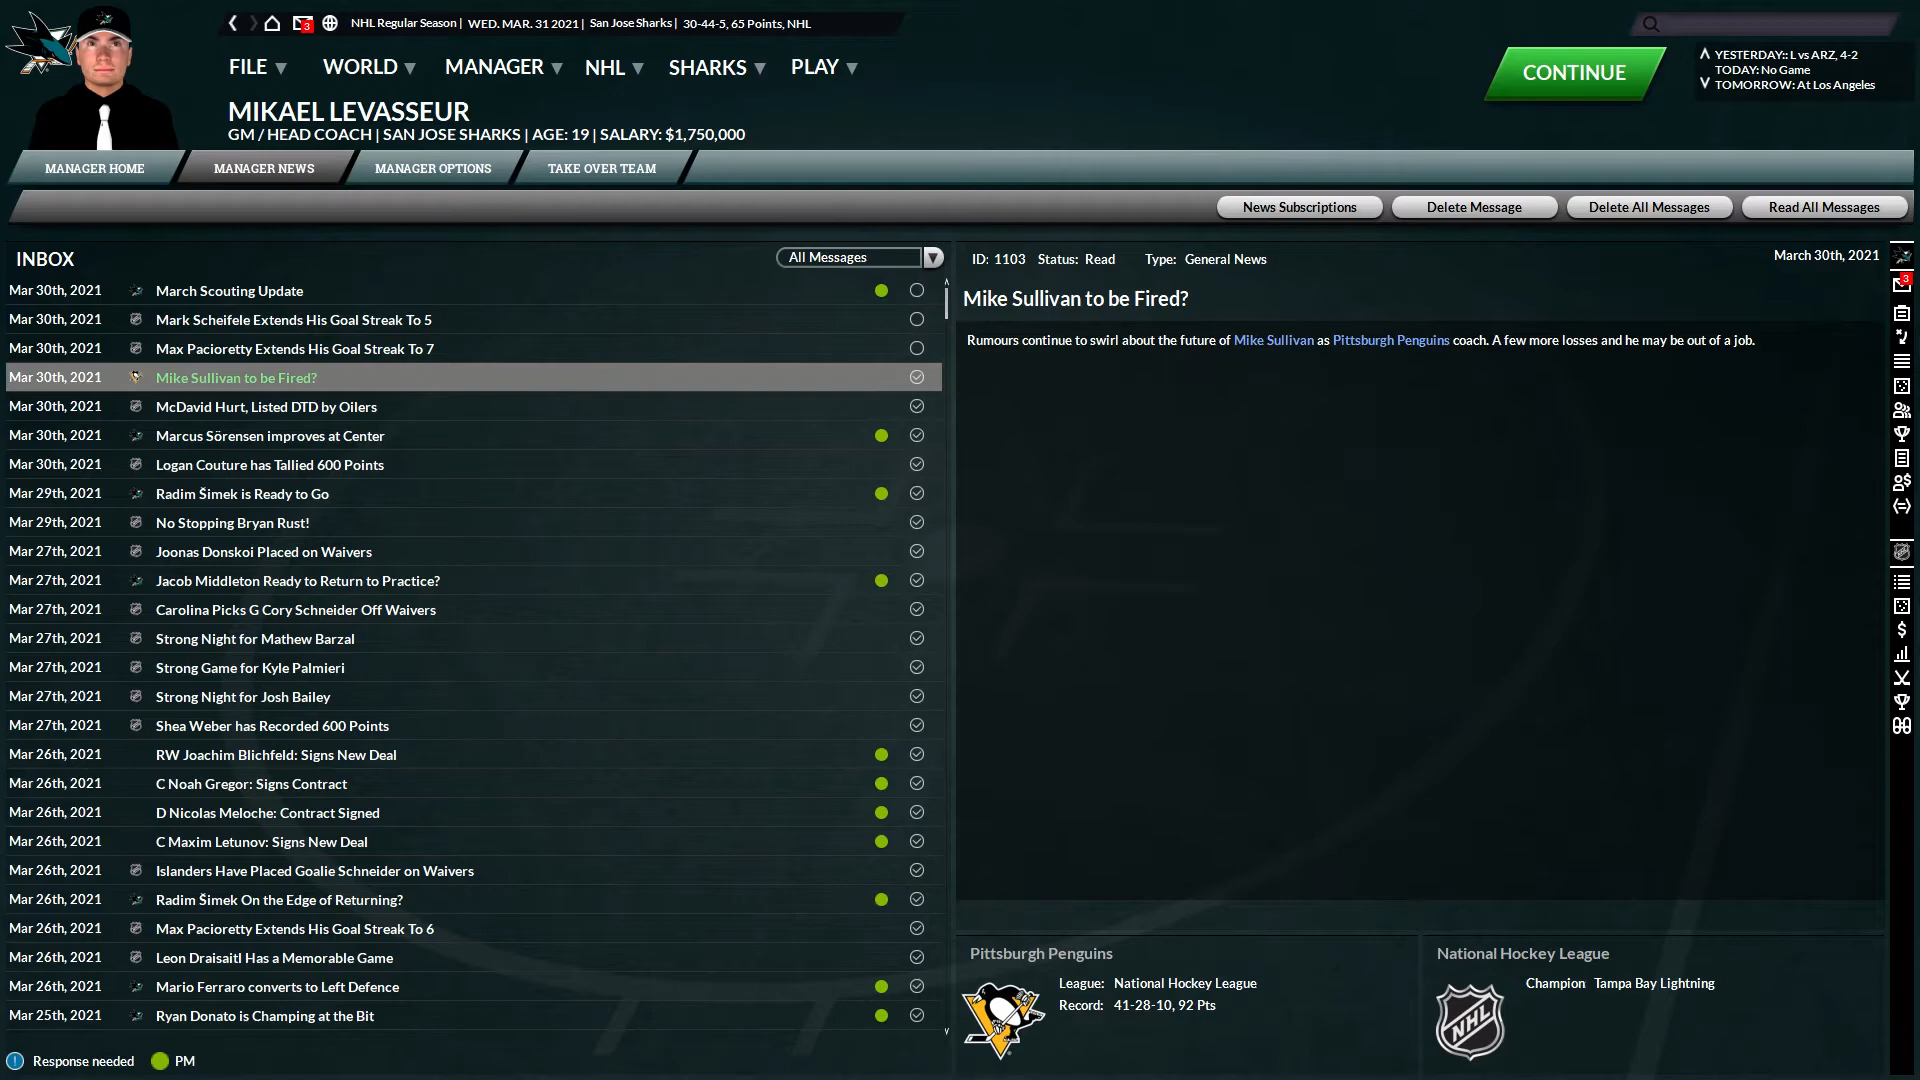 NHL Regular Season | WED. MAR. 31 2021 | San Jose Sharks | 30-44-5, 65 Points, NHL
3
FILE WORLD MANAGER NHL SHARKS PLAY
CONTINUE
YESTERDAY:: L vs ARZ, 4-2
TODAY: No Game
TOMORROW: At Los Angeles
MIKAEL LEVASSEUR
GM / HEAD COACH | SAN JOSE SHARKS | AGE: 19 | SALARY: $1,750,000
MANAGER HOME MANAGER NEWS MANAGER OPTIONS TAKE OVER TEAM
News Subscriptions Delete Message Delete All Messages Read All Messages
INBOX All Messages
Mar 30th, 2021 March Scouting Update
Mar 30th, 2021 Mark Scheifele Extends His Goal Streak To 5
Mar 30th, 2021 Max Pacioretty Extends His Goal Streak To 7
Mar 30th, 2021 Mike Sullivan to be Fired?
Mar 30th, 2021 McDavid Hurt, Listed DTD by Oilers
Mar 30th, 2021 Marcus Sörensen improves at Center
Mar 30th, 2021 Logan Couture has Tallied 600 Points
Mar 29th, 2021 Radim Šimek is Ready to Go
Mar 29th, 2021 No Stopping Bryan Rust!
Mar 27th, 2021 Joonas Donskoi Placed on Waivers
Mar 27th, 2021 Jacob Middleton Ready to Return to Practice?
Mar 27th, 2021 Carolina Picks G Cory Schneider Off Waivers
Mar 27th, 2021 Strong Night for Mathew Barzal
Mar 27th, 2021 Strong Game for Kyle Palmieri
Mar 27th, 2021 Strong Night for Josh Bailey
Mar 27th, 2021 Shea Weber has Recorded 600 Points
Mar 26th, 2021 RW Joachim Blichfeld: Signs New Deal
Mar 26th, 2021 C Noah Gregor: Signs Contract
Mar 26th, 2021 D Nicolas Meloche: Contract Signed
Mar 26th, 2021 C Maxim Letunov: Signs New Deal
Mar 26th, 2021 Islanders Have Placed Goalie Schneider on Waivers
Mar 26th, 2021 Radim Šimek On the Edge of Returning?
Mar 26th, 2021 Max Pacioretty Extends His Goal Streak To 6
Mar 26th, 2021 Leon Draisaitl Has a Memorable Game
Mar 26th, 2021 Mario Ferraro converts to Left Defence
Mar 25th, 2021 Ryan Donato is Champing at the Bit
Response needed PM
ID: 1103 Status: Read Type: General News March 30th, 2021
Mike Sullivan to be Fired?
Rumours continue to swirl about the future of Mike Sullivan as Pittsburgh Penguins coach. A few more losses and he may be out of a job.
3
Pittsburgh Penguins
League: National Hockey League
Record: 41-28-10, 92 Pts
National Hockey League
Champion Tampa Bay Lightning
NHL